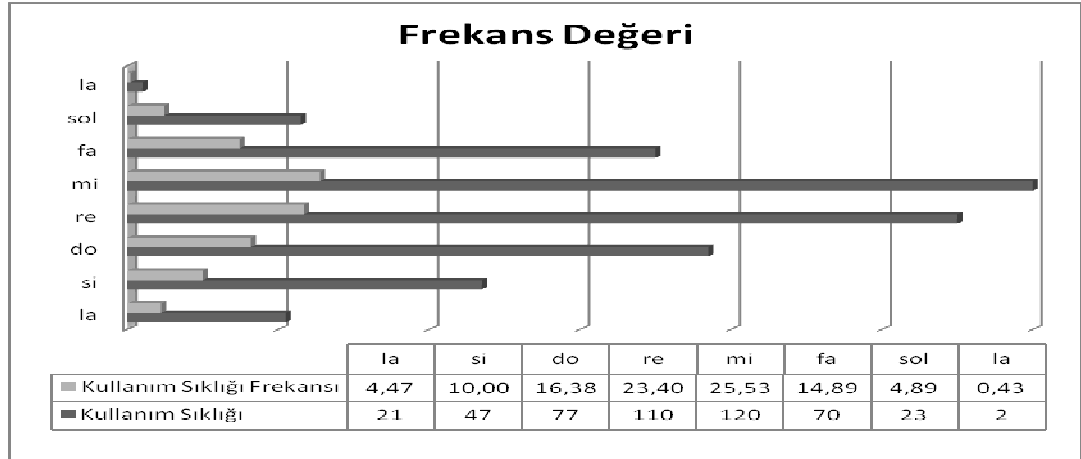 Frekans Değeri
la
sol
fa
mi
re
do
si
la
la si do re mi fa sol la
Kullanım Sıklığı Frekansı 4,47 10,00 16,38 23,40 25,53 14,89 4,89 0,43
Kullanım Sıklığı 21 47 77 110 120 70 23 2